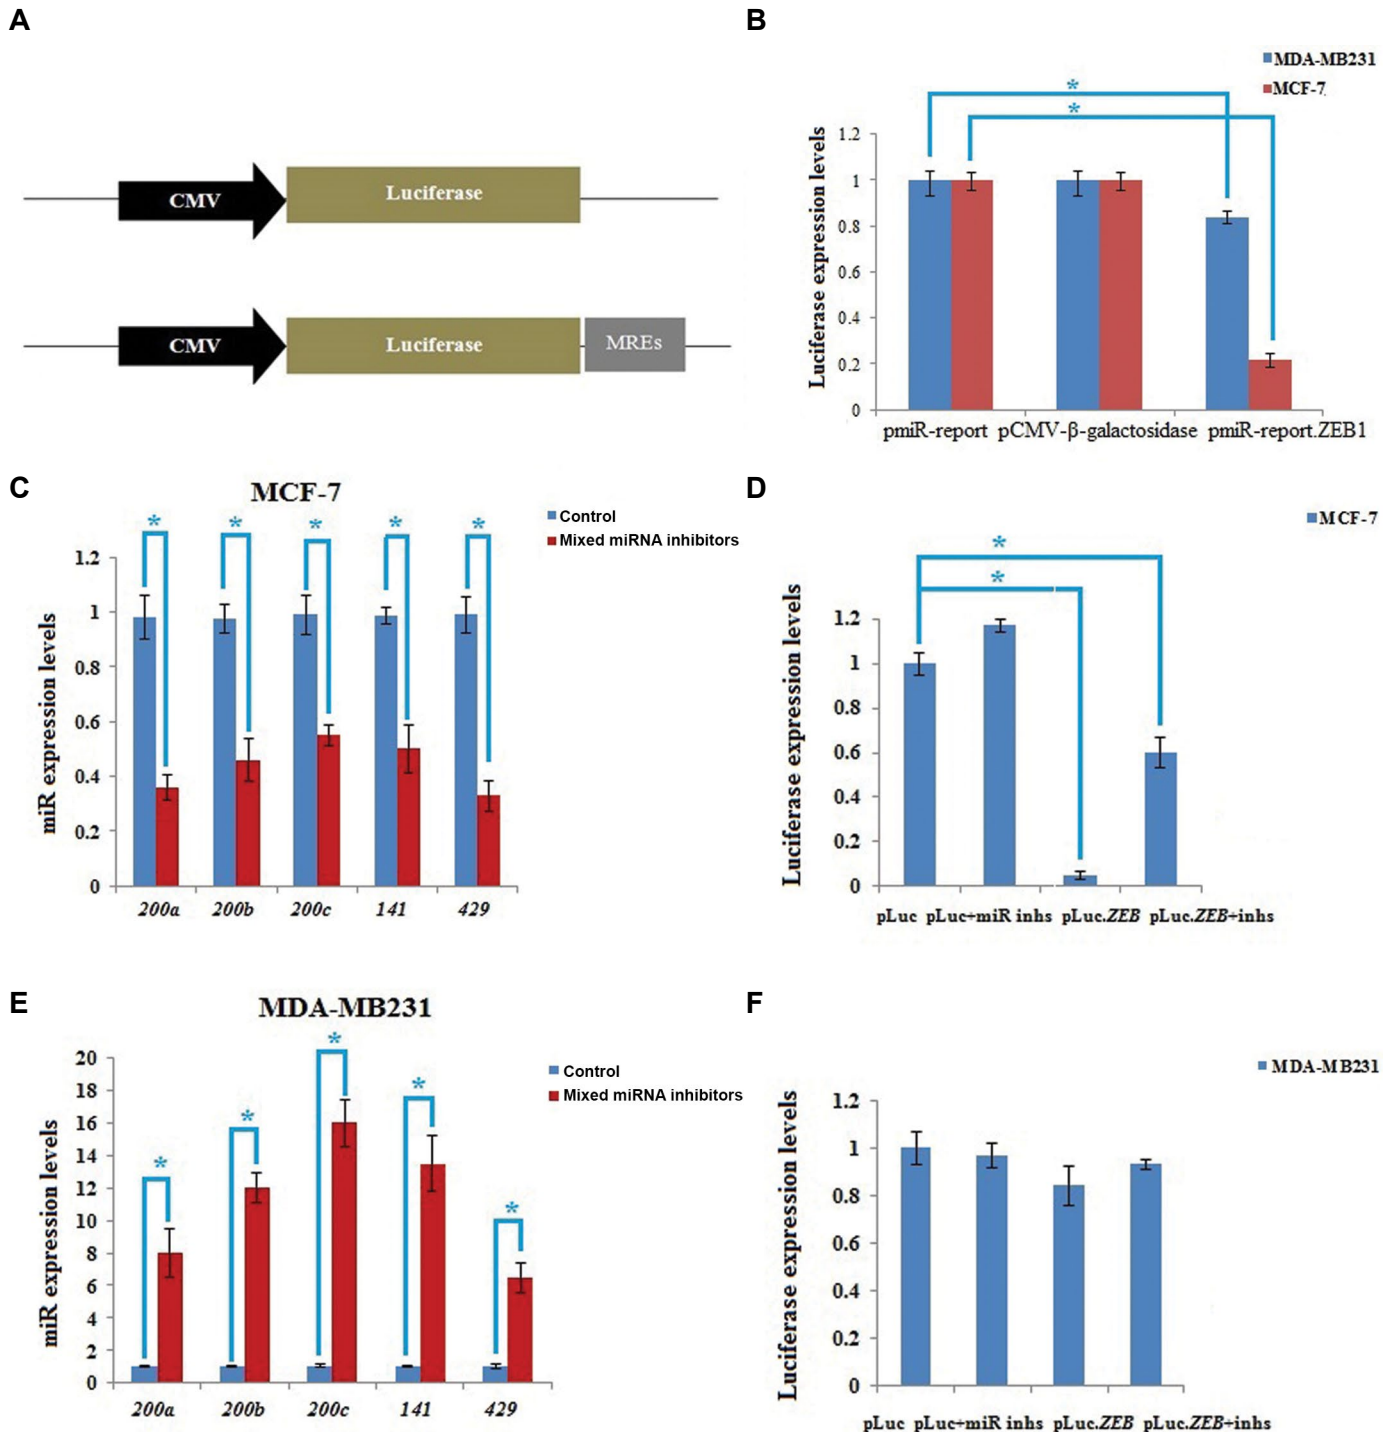 A
CMV
Luciferase
CMV
Luciferase
MREs
B
MDA-MB231
MCF-7
*
*
Luciferase expression levels
1.2
1
0.8
0.6
0.4
0.2
0
pmiR-report pCMV-β-galactosidase pmiR-report.ZEB1
C
MCF-7
Control
Mixed miRNA inhibitors
* * * * *
miR expression levels
1.2
1
0.8
0.6
0.4
0.2
0
200a 200b 200c 141 429
D
MCF-7
*
*
Luciferase expression levels
1.2
1
0.8
0.6
0.4
0.2
0
pLuc pLuc+miR inhs pLuc.ZEB pLuc.ZEB+inhs
E
MDA-MB231
Control
Mixed miRNA inhibitors
* * * * *
miR expression levels
20
18
16
14
12
10
8
6
4
2
0
200a 200b 200c 141 429
F
MDA-MB231
Luciferase expression levels
1.2
1
0.8
0.6
0.4
0.2
0
pLuc pLuc+miR inhs pLuc.ZEB pLuc.ZEB+inhs